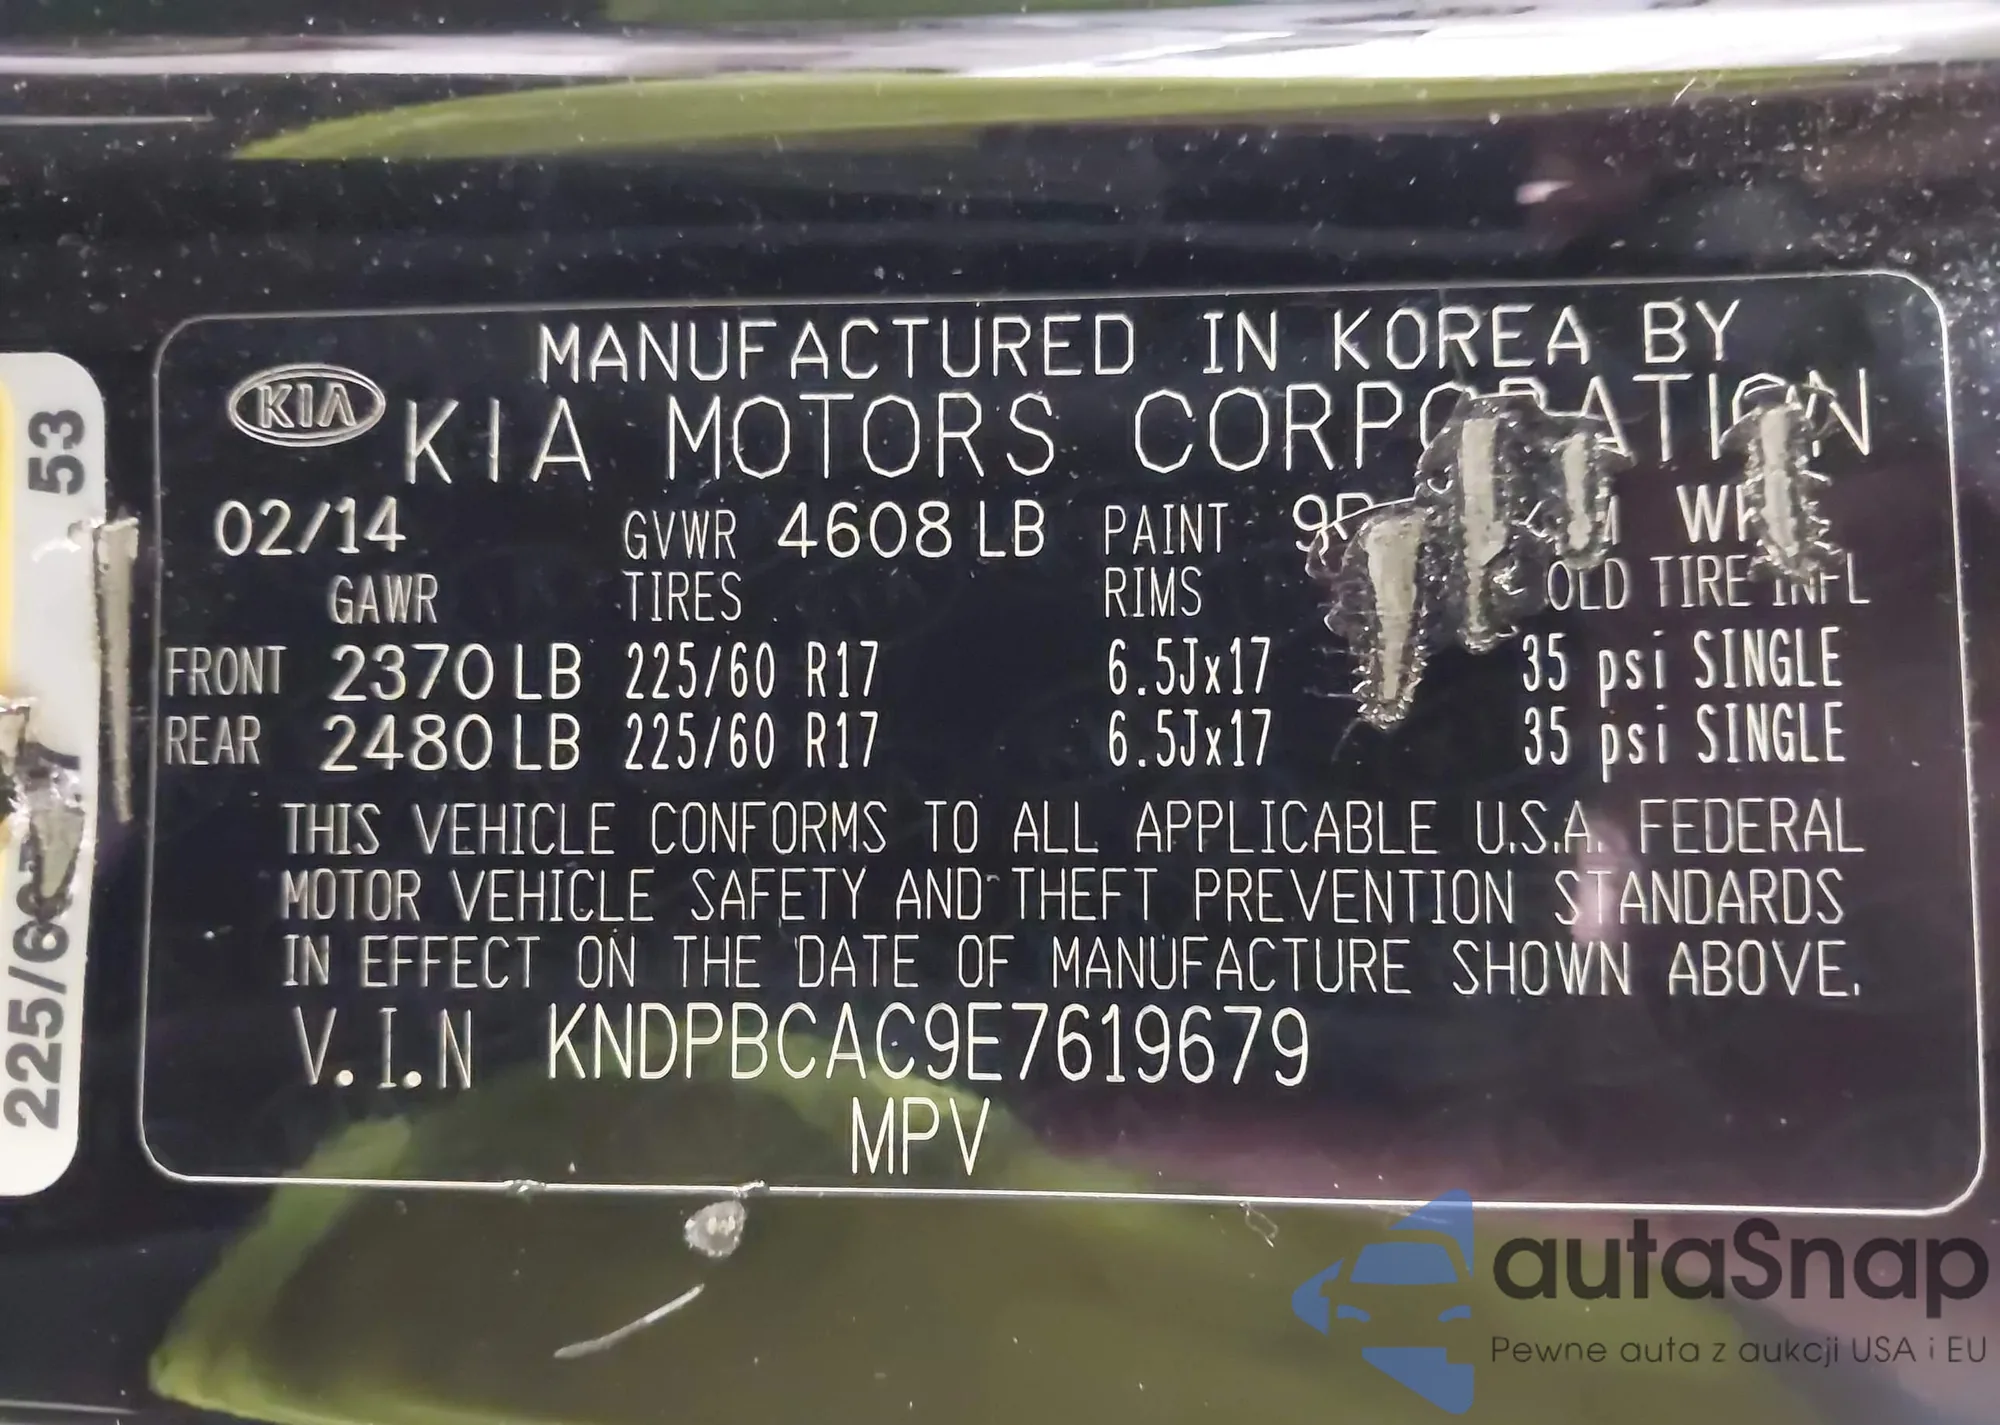 MANUFACTURED IN KOREA BY
KIA KIA MOTORS CORPORATION
02/14 GVWR 4608 LB PAINT
GAWR TIRES RIMS OLD TIRE INFL
FRONT 2370 LB 225/60 R17 6.5Jx17 35 psi SINGLE
REAR 2480 LB 225/60 R17 6.5Jx17 35 psi SINGLE
THIS VEHICLE CONFORMS TO ALL APPLICABLE U.S.A. FEDERAL
MOTOR VEHICLE SAFETY AND THEFT PREVENTION STANDARDS
IN EFFECT ON THE DATE OF MANUFACTURE SHOWN ABOVE.
V.I.N KNDPBCAC9E7619679
MPV
53
autaSnap
Pewne auta z aukcji USA i EU